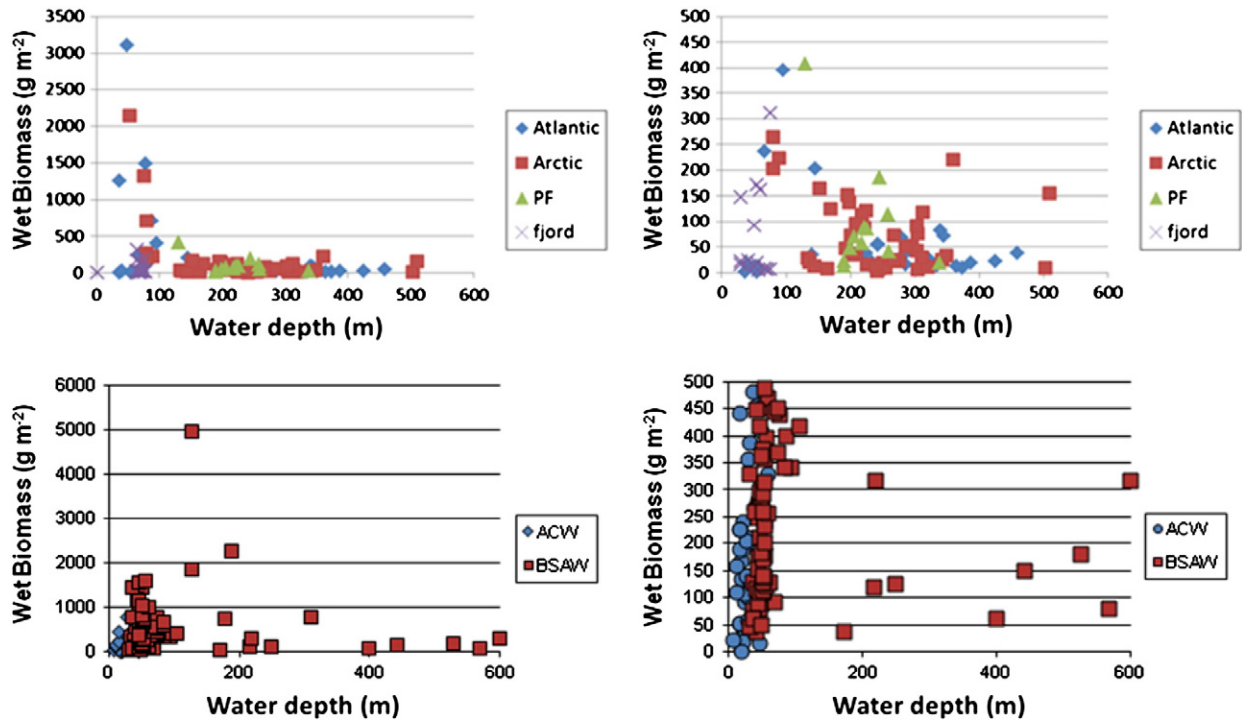 Wet Biomass (g m-2)
3500
3000
2500
2000
1500
1000
500
0
0 100 200 300 400 500 600
Water depth (m)
Atlantic
Arctic
PF
fjord
Wet Biomass (g m-2)
500
450
400
350
300
250
200
150
100
50
0
0 100 200 300 400 500 600
Water depth (m)
Atlantic
Arctic
PF
fjord
Wet Biomass (g m-2)
6000
5000
4000
3000
2000
1000
0
0 200 400 600
Water depth (m)
ACW
BSAW
Wet Biomass (g m-2)
500
450
400
350
300
250
200
150
100
50
0
0 200 400 600
Water depth (m)
ACW
BSAW